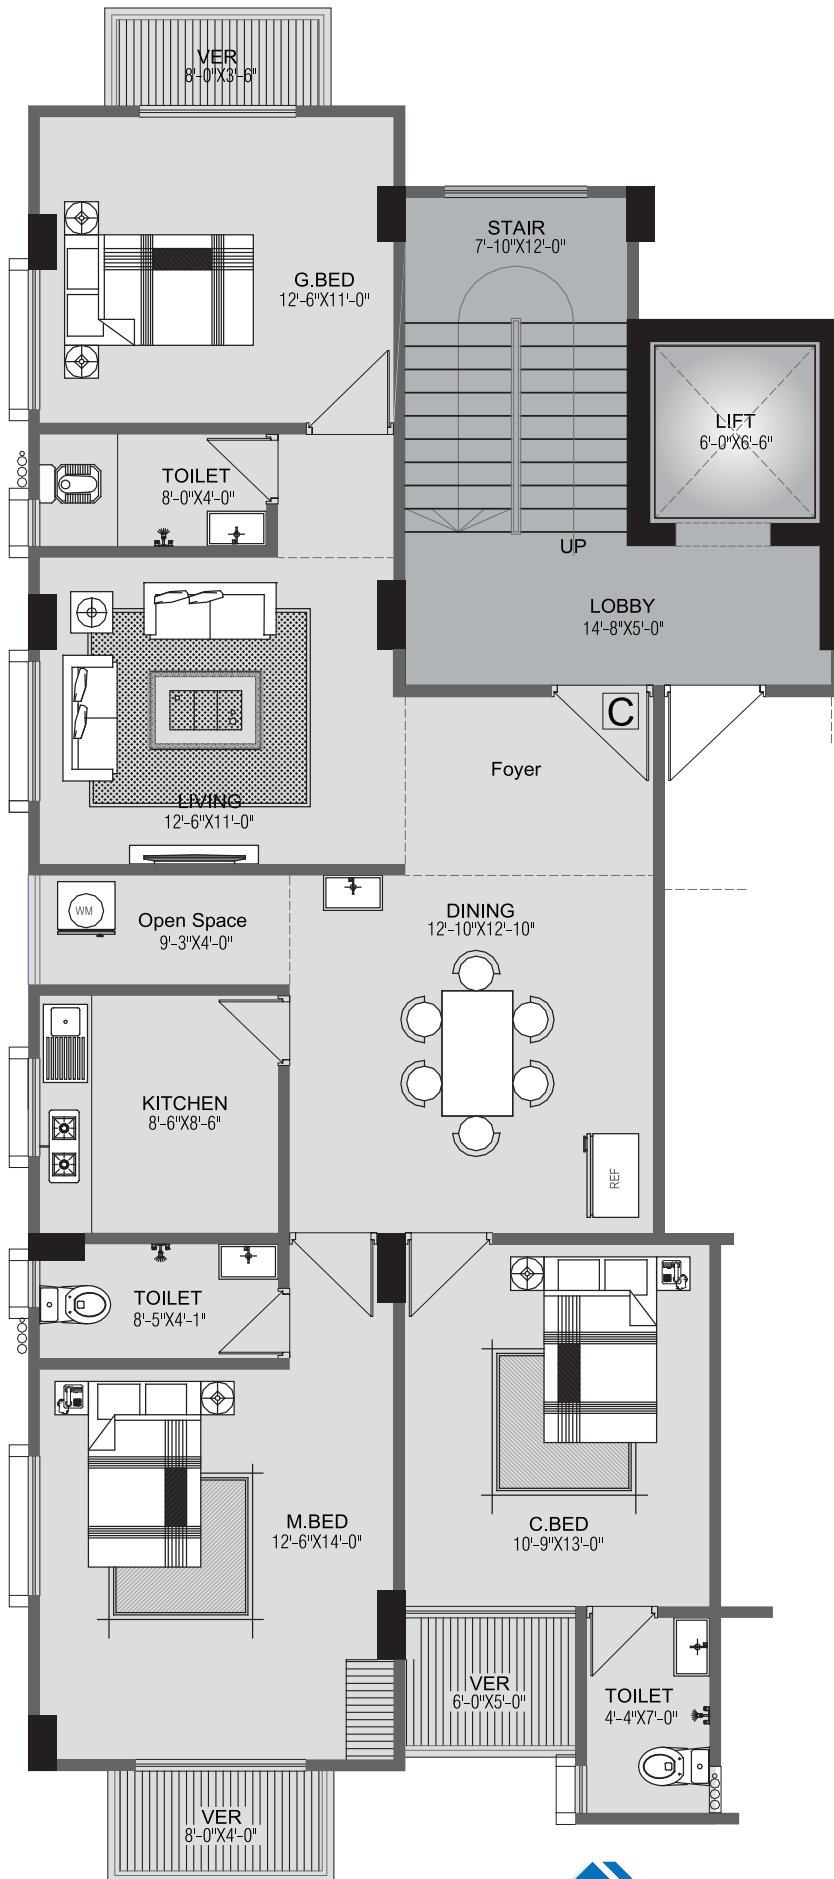 VER
8'-0"X3'-6"
STAIR
7'-10"X12'-0"
G.BED
12'-6"X11'-0"
LIFT
6'-0"X6'-6"
TOILET
8'-0"X4'-0"
UP
LOBBY
14'-8"X5'-0"
C
Foyer
LIVING
12'-6"X11'-0"
WM
Open Space
9'-3"X4'-0"
DINING
12'-10"X12'-10"
KITCHEN
8'-6"X8'-6"
REF
TOILET
8'-5"X4'-1"
M.BED
12'-6"X14'-0"
C.BED
10'-9"X13'-0"
VER
6'-0"X5'-0"
TOILET
4'-4"X7'-0"
VER
8'-0"X4'-0"